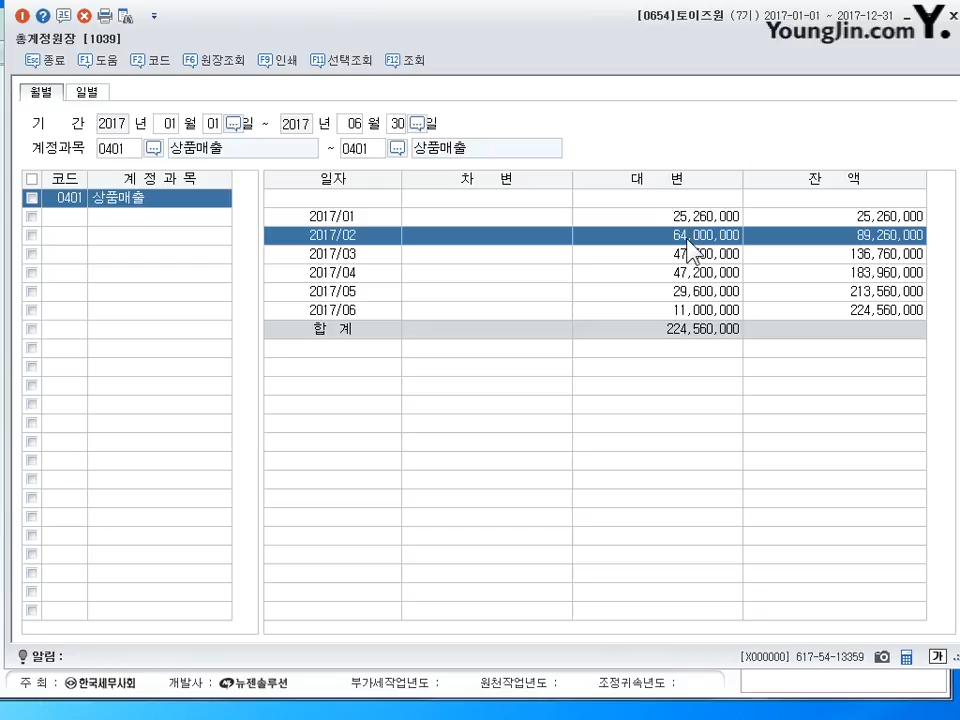 [0654]토이즈원 (7기) 2017-01-01 ~ 2017-12-31
YoungJin.com Y.
총계정원장 [1039]
Esc 종료 F1 도움 F2 코드 F6 원장조회 F9 인쇄 F11 선택조회 F12 조회
월별 일별
기 간 2017 년 01 월 01 일 ~ 2017 년 06 월 30 일
계정과목 0401 상품매출 ~ 0401 상품매출
코드 계 정 과 목 일자 차 변 대 변 잔 액
0401 상품매출
2017/01 25,260,000 25,260,000
2017/02 64,000,000 89,260,000
2017/03 136,760,000
2017/04 47,200,000 183,960,000
2017/05 29,600,000 213,560,000
2017/06 11,000,000 224,560,000
합 계 224,560,000
알림 :
[X000000] 617-54-13359 가
주 회 : 한국세무사회 개발사 : 뉴젠솔루션 부가세작업년도 : 원천작업년도 : 조정귀속년도 :